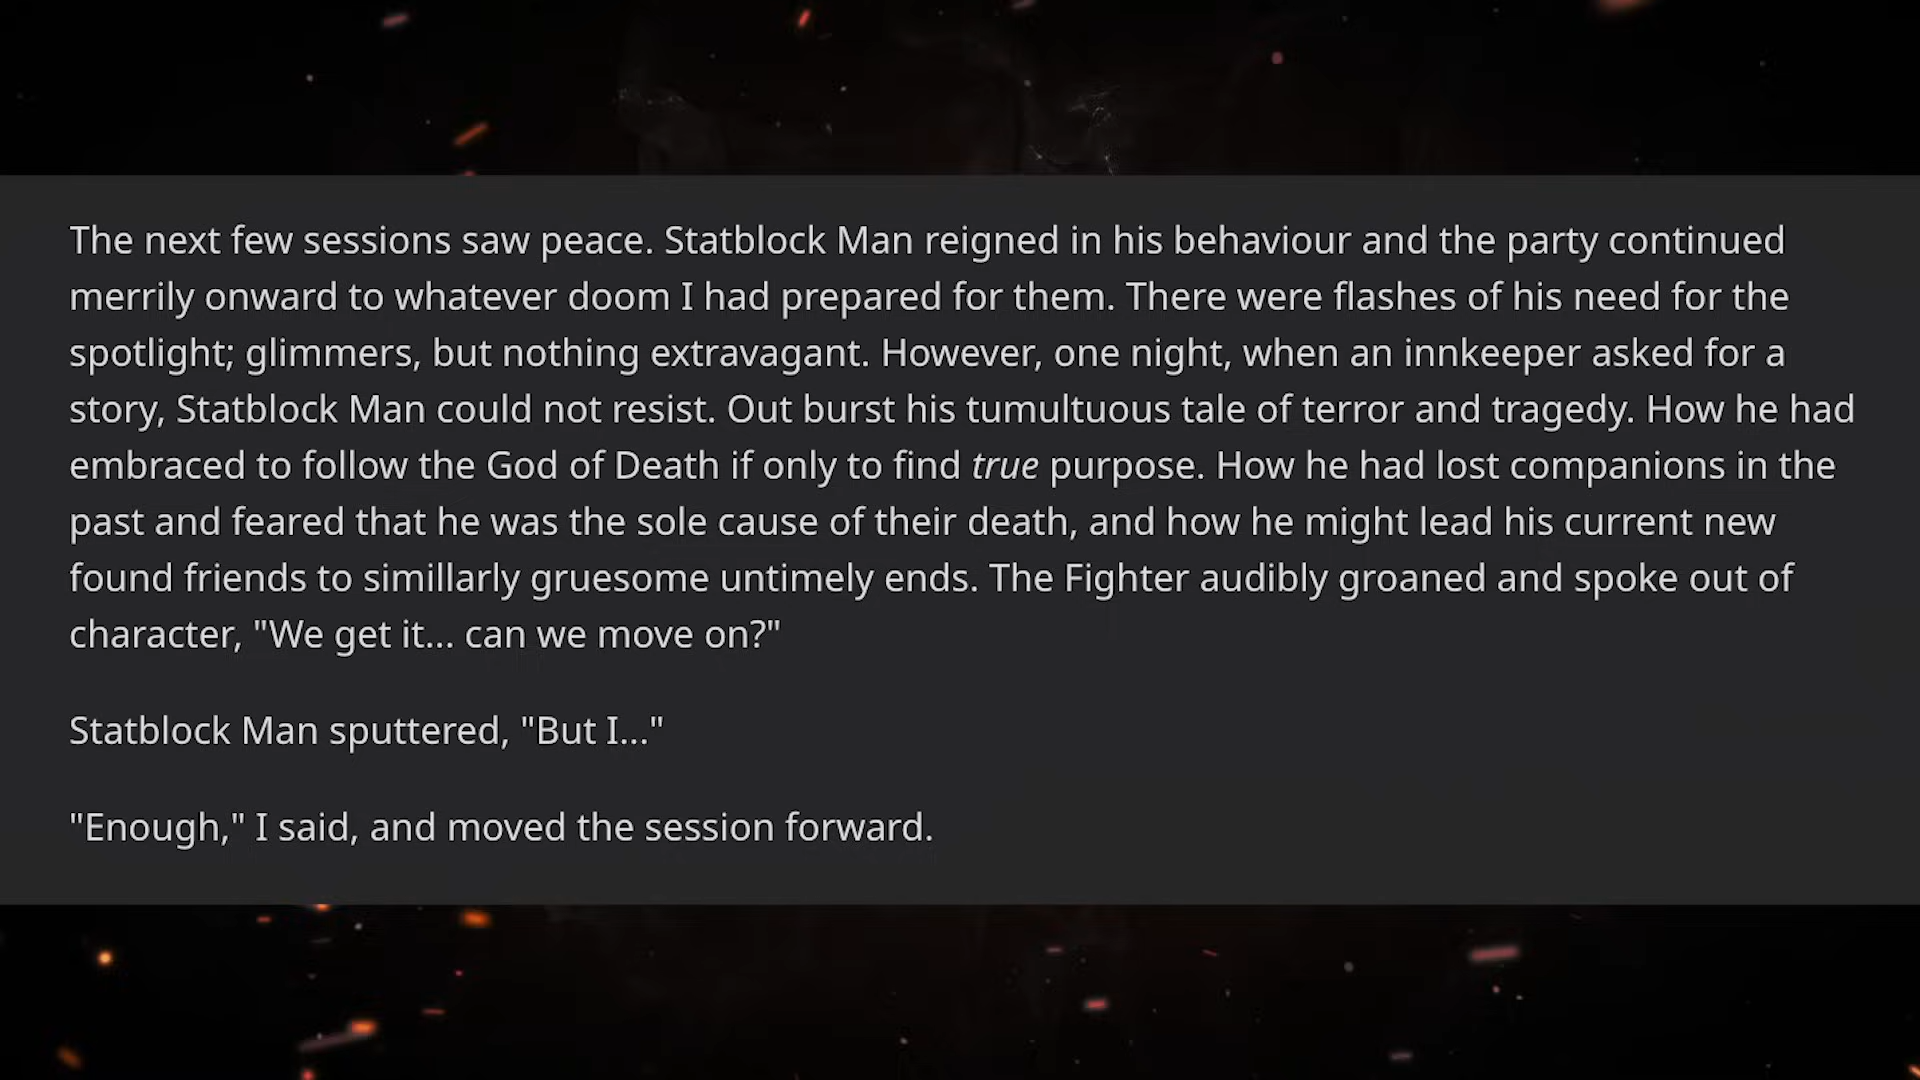 The next few sessions saw peace. Statblock Man reigned in his behaviour and the party continued
merrily onward to whatever doom I had prepared for them. There were flashes of his need for the
spotlight; glimmers, but nothing extravagant. However, one night, when an innkeeper asked for a
story, Statblock Man could not resist. Out burst his tumultuous tale of terror and tragedy. How he had
embraced to follow the God of Death if only to find true purpose. How he had lost companions in the
past and feared that he was the sole cause of their death, and how he might lead his current new
found friends to simillarly gruesome untimely ends. The Fighter audibly groaned and spoke out of
character, "We get it... can we move on?"
Statblock Man sputtered, "But I..."
"Enough," I said, and moved the session forward.